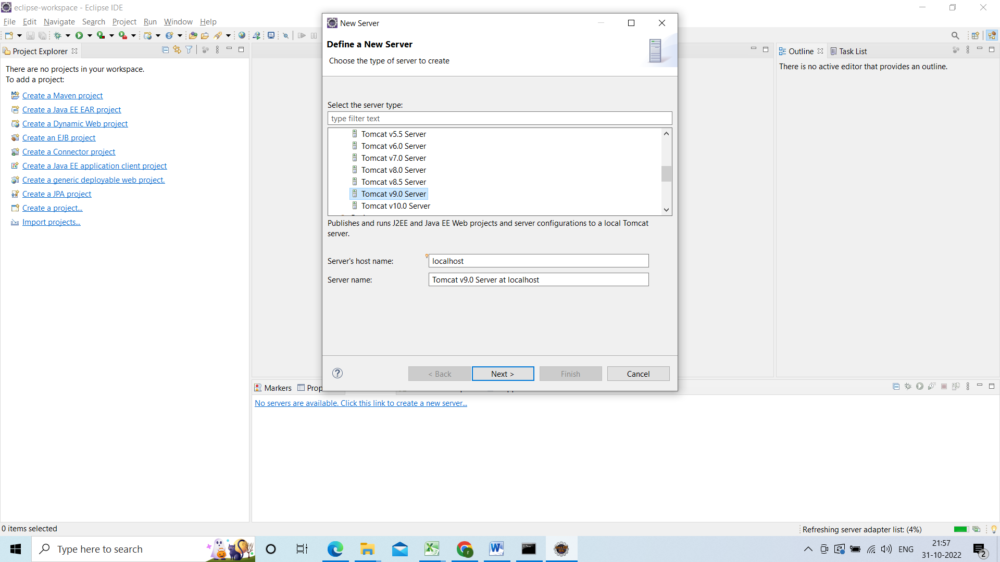 eclipse-workspace - Eclipse IDE
File Edit Navigate Search Project Run Window Help
Project Explorer
There are no projects in your workspace.
To add a project:
Create a Maven project
Create a Java EE EAR project
Create a Dynamic Web project
Create an EJB project
Create a Connector project
Create a Java EE application client project
Create a generic deployable web project.
Create a JPA project
Create a project...
Import projects...
New Server
Define a New Server
Choose the type of server to create
Select the server type:
type filter text
Tomcat v5.5 Server
Tomcat v6.0 Server
Tomcat v7.0 Server
Tomcat v8.0 Server
Tomcat v8.5 Server
Tomcat v9.0 Server
Tomcat v10.0 Server
Publishes and runs J2EE and Java EE Web projects and server configurations to a local Tomcat
server.
Server's host name: localhost
Server name: Tomcat v9.0 Server at localhost
< Back Next > Finish Cancel
Outline Task List
There is no active editor that provides an outline.
Markers
No servers are available. Click this link to create a new server...
0 items selected
Refreshing server adapter list: (4%)
Type here to search
ENG
21:57
31-10-2022
2